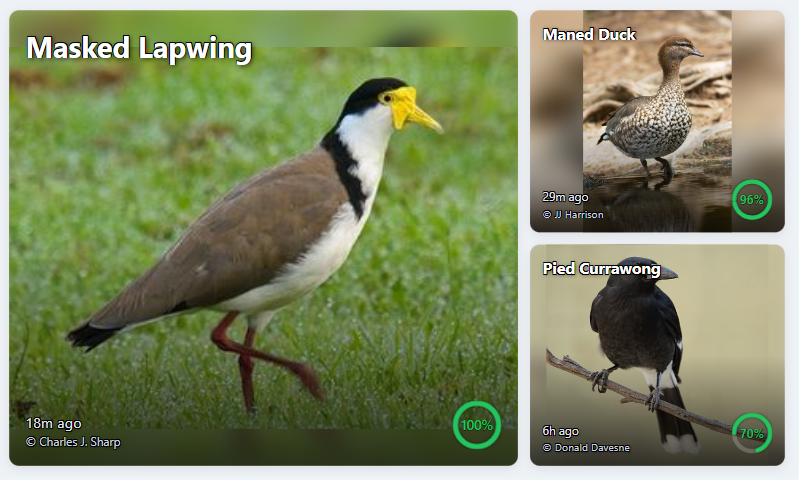 Masked Lapwing
18m ago
© Charles J. Sharp
100%
Maned Duck
29m ago
© JJ Harrison
96%
Pied Currawong
6h ago
© Donald Davesne
70%